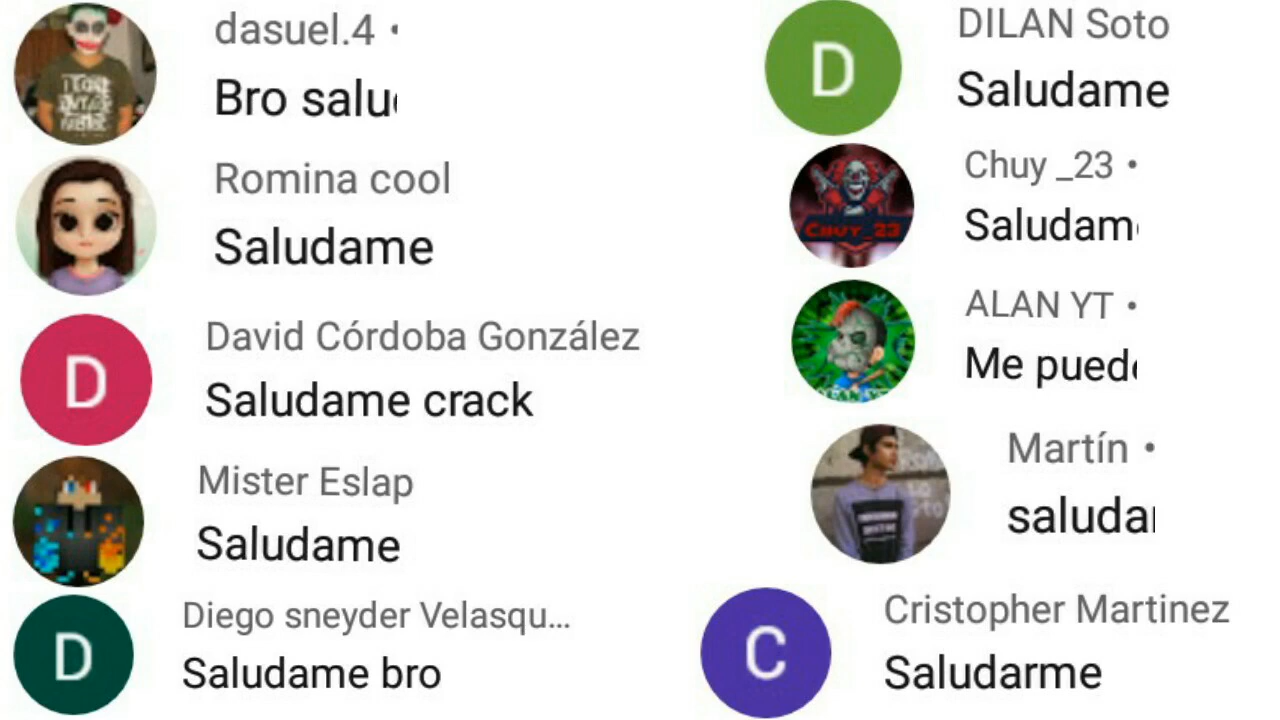 dasuel.4 •
Bro salu
Romina cool
Saludame
David Córdoba González
D
Saludame crack
Mister Eslap
Saludame
Diego sneyder Velasqu...
D
Saludame bro
DILAN Soto
D
Saludame
Chuy _23 •
CHUY_23
Saludam
ALAN YT •
Me pued
Martín •
saluda
Cristopher Martinez
C
Saludarme